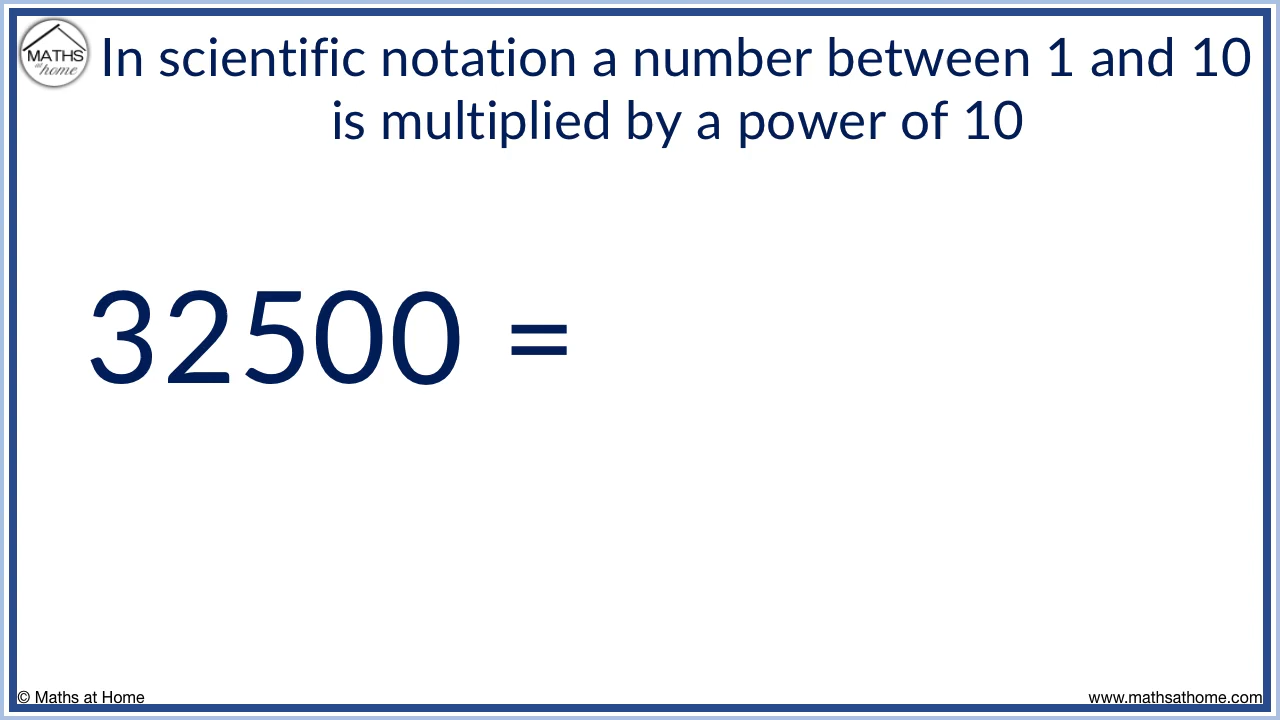 MATHS
at home
In scientific notation a number between 1 and 10
is multiplied by a power of 10
32500 =
© Maths at Home
www.mathsathome.com